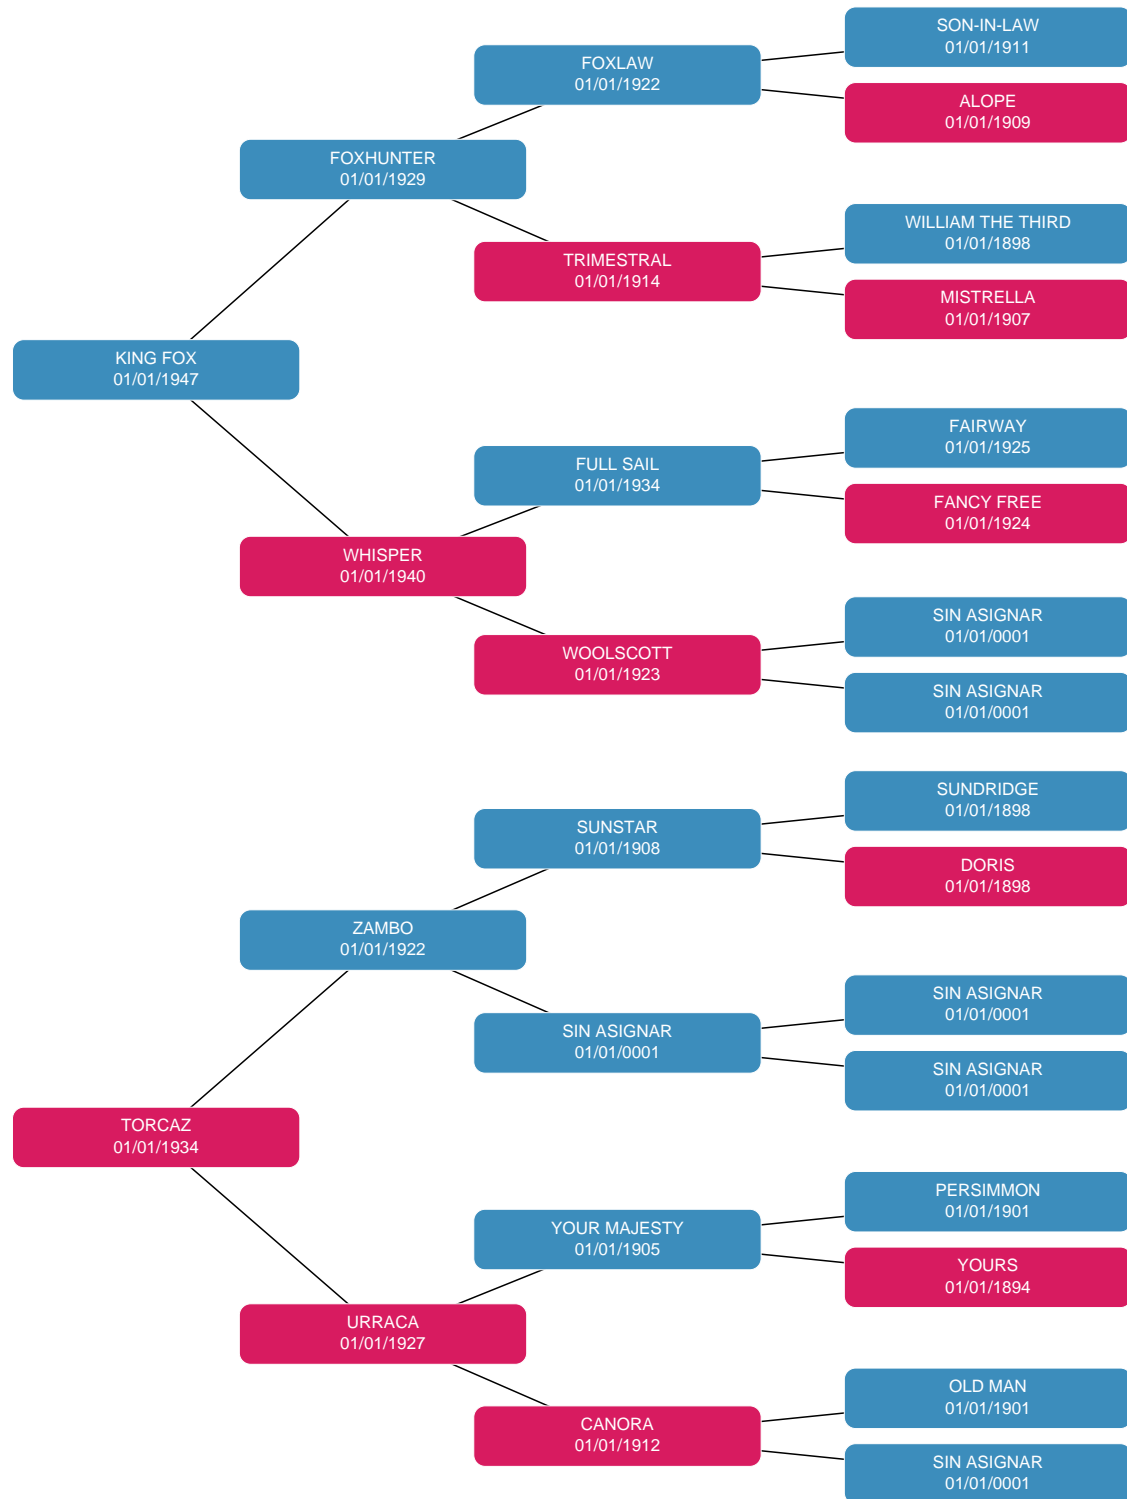 SON-IN-LAW
01/01/1911
FOXLAW
01/01/1922
ALOPE
01/01/1909
FOXHUNTER
01/01/1929
WILLIAM THE THIRD
01/01/1898
TRIMESTRAL
01/01/1914
MISTRELLA
01/01/1907
KING FOX
01/01/1947
FAIRWAY
01/01/1925
FULL SAIL
01/01/1934
FANCY FREE
01/01/1924
WHISPER
01/01/1940
SIN ASIGNAR
01/01/0001
WOOLSCOTT
01/01/1923
SIN ASIGNAR
01/01/0001
SUNDRIDGE
01/01/1898
SUNSTAR
01/01/1908
DORIS
01/01/1898
ZAMBO
01/01/1922
SIN ASIGNAR
01/01/0001
SIN ASIGNAR
01/01/0001
SIN ASIGNAR
01/01/0001
TORCAZ
01/01/1934
PERSIMMON
01/01/1901
YOUR MAJESTY
01/01/1905
YOURS
01/01/1894
URRACA
01/01/1927
OLD MAN
01/01/1901
CANORA
01/01/1912
SIN ASIGNAR
01/01/0001